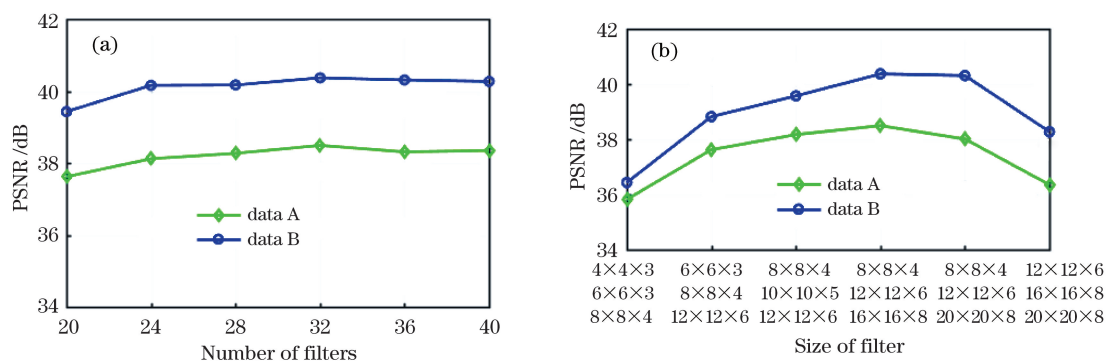 (a)
PSNR /dB
42
40
38
36
34
data A
data B
20 24 28 32 36 40
Number of filters
(b)
PSNR /dB
42
40
38
36
34
data A
data B
4×4×3 6×6×3 8×8×4 8×8×4 8×8×4 12×12×6
6×6×3 8×8×4 10×10×5 12×12×6 12×12×6 16×16×8
8×8×4 12×12×6 12×12×6 16×16×8 20×20×8 20×20×8
Size of filter